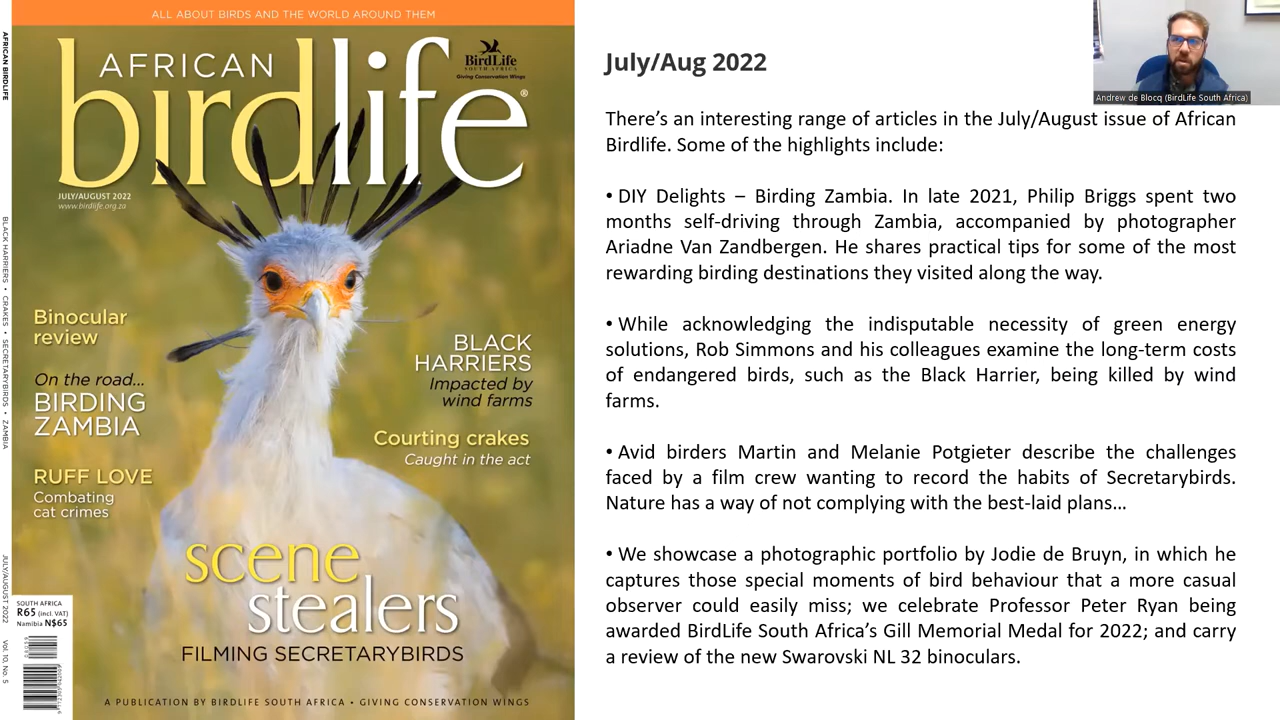 ALL ABOUT BIRDS AND THE WORLD AROUND THEM
AFRICAN BIRDLIFE
BLACK HARRIERS • CRAKES • SECRETARYBIRDS • ZAMBIA
JULY/AUGUST 2022
Vol. 10, No. 5
AFRICAN
birdlife®
BirdLife
SOUTH AFRICA
Giving Conservation Wings
JULY/AUGUST 2022
www.birdlife.org.za
Binocular
review
On the road...
BIRDING
ZAMBIA
RUFF LOVE
Combating
cat crimes
BLACK
HARRIERS
Impacted by
wind farms
Courting crakes
Caught in the act
scene
stealers
FILMING SECRETARYBIRDS
SOUTH AFRICA
R65 (incl. VAT)
Namibia N$65
A PUBLICATION BY BIRDLIFE SOUTH AFRICA • GIVING CONSERVATION WINGS
Andrew de Blocq (BirdLife South Africa)
July/Aug 2022
There’s an interesting range of articles in the July/August issue of African
Birdlife. Some of the highlights include:
• DIY Delights – Birding Zambia. In late 2021, Philip Briggs spent two
months self-driving through Zambia, accompanied by photographer
Ariadne Van Zandbergen. He shares practical tips for some of the most
rewarding birding destinations they visited along the way.
• While acknowledging the indisputable necessity of green energy
solutions, Rob Simmons and his colleagues examine the long-term costs
of endangered birds, such as the Black Harrier, being killed by wind
farms.
• Avid birders Martin and Melanie Potgieter describe the challenges
faced by a film crew wanting to record the habits of Secretarybirds.
Nature has a way of not complying with the best-laid plans…
• We showcase a photographic portfolio by Jodie de Bruyn, in which he
captures those special moments of bird behaviour that a more casual
observer could easily miss; we celebrate Professor Peter Ryan being
awarded BirdLife South Africa’s Gill Memorial Medal for 2022; and carry
a review of the new Swarovski NL 32 binoculars.